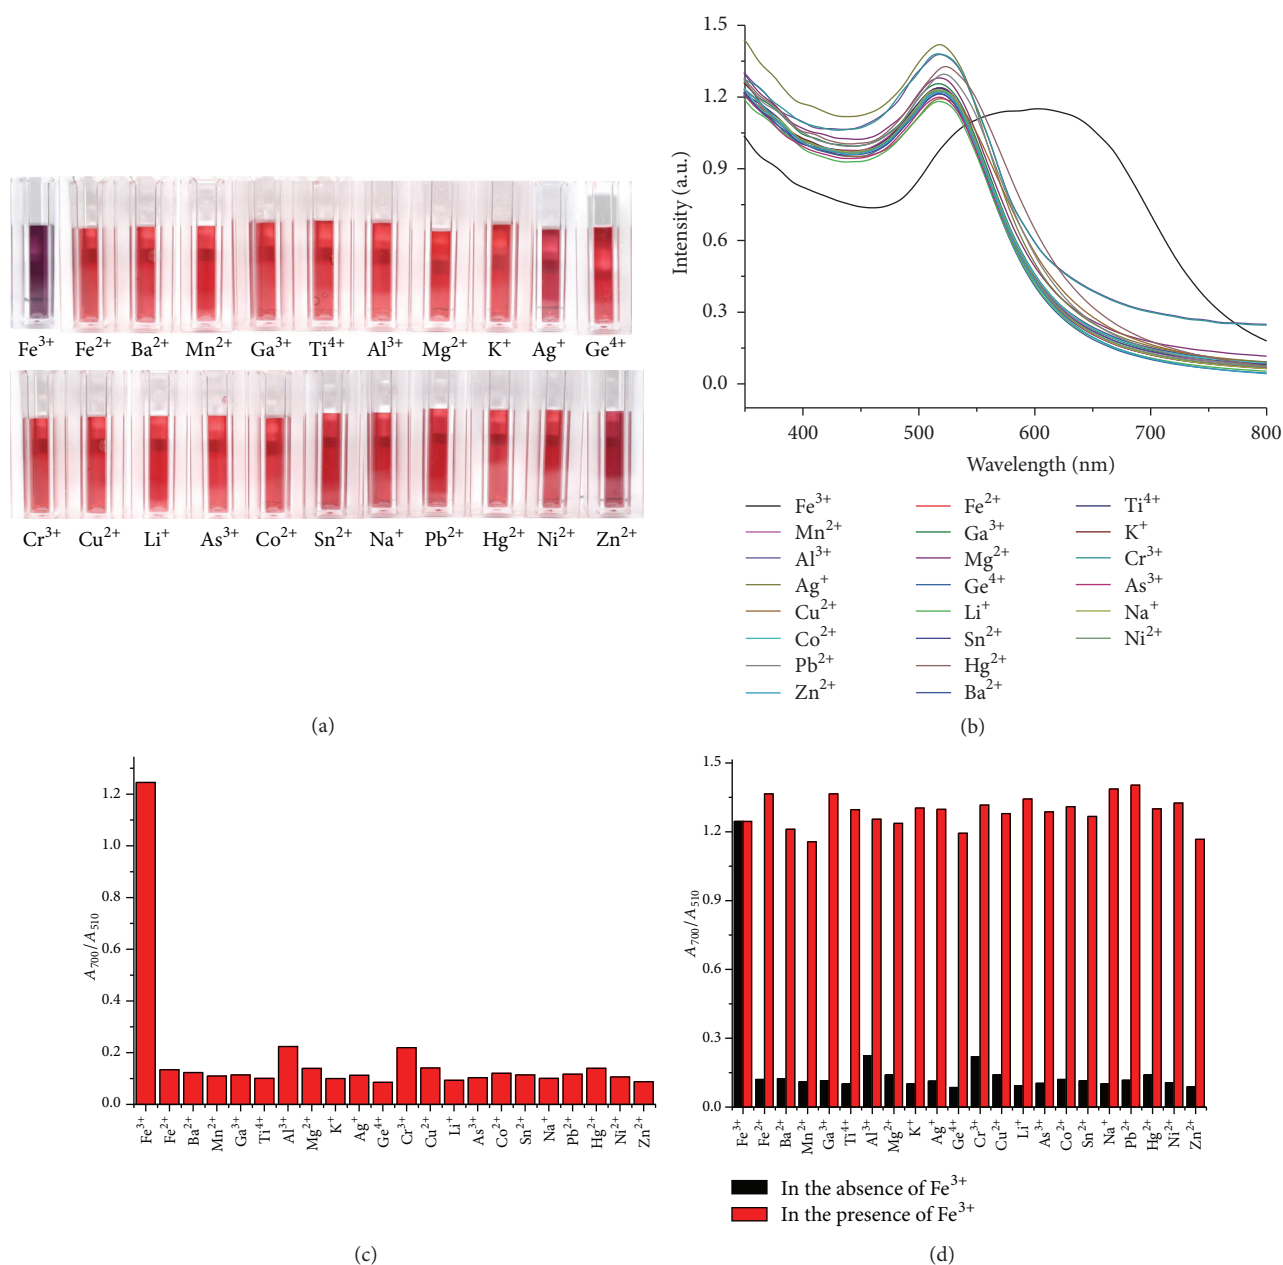 Fe3+ Fe2+ Ba2+ Mn2+ Ga3+ Ti4+ Al3+ Mg2+ K+ Ag+ Ge4+
Cr3+ Cu2+ Li+ As3+ Co2+ Sn2+ Na+ Pb2+ Hg2+ Ni2+ Zn2+
(a)
1.5
1.2
0.9
0.6
0.3
0.0
Intensity (a.u.)
400 500 600 700 800
Wavelength (nm)
Fe3+ Fe2+ Ti4+
Mn2+ Ga3+ K+
Al3+ Mg2+ Cr3+
Ag+ Ge4+ As3+
Cu2+ Li+ Na+
Co2+ Sn2+ Ni2+
Pb2+ Hg2+
Zn2+ Ba2+
(b)
1.2
1.0
0.8
0.6
0.4
0.2
0.0
A700/A510
Fe3+ Fe2+ Ba2+ Mn2+ Ga3+ Ti4+ Al3+ Mg2+ K+ Ag+ Ge4+ Cr3+ Cu2+ Li+ As3+ Co2+ Sn2+ Na+ Pb2+ Hg2+ Ni2+ Zn2+
(c)
1.5
1.2
0.9
0.6
0.3
0.0
A700/A510
Fe3+ Fe2+ Ba2+ Mn2+ Ga3+ Ti4+ Al3+ Mg2+ K+ Ag+ Ge4+ Cr3+ Cu2+ Li+ As3+ Co2+ Sn2+ Na+ Pb2+ Hg2+ Ni2+ Zn2+
In the absence of Fe3+
In the presence of Fe3+
(d)